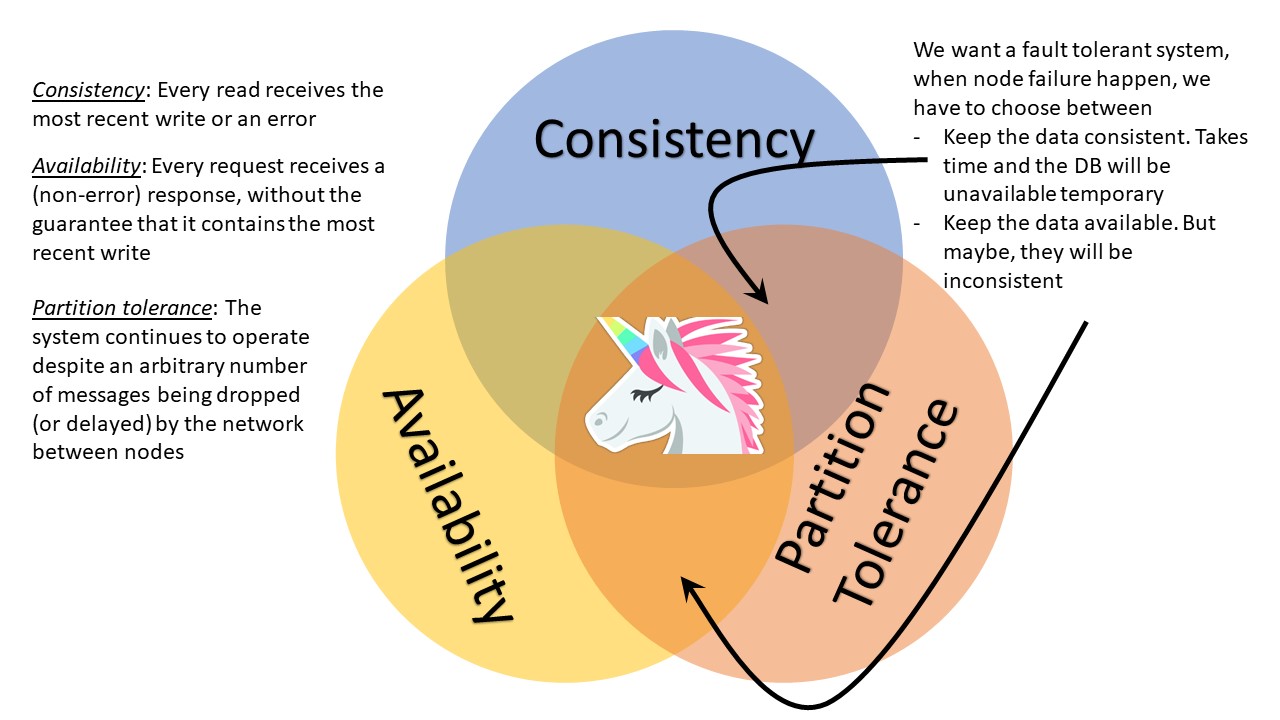 Consistency: Every read receives the
most recent write or an error
Availability: Every request receives a
(non-error) response, without the
guarantee that it contains the most
recent write
Partition tolerance: The
system continues to operate
despite an arbitrary number
of messages being dropped
(or delayed) by the network
between nodes
Consistency
Availability
Partition
Tolerance
We want a fault tolerant system,
when node failure happen, we
have to choose between
- Keep the data consistent. Takes
time and the DB will be
unavailable temporary
- Keep the data available. But
maybe, they will be
inconsistent